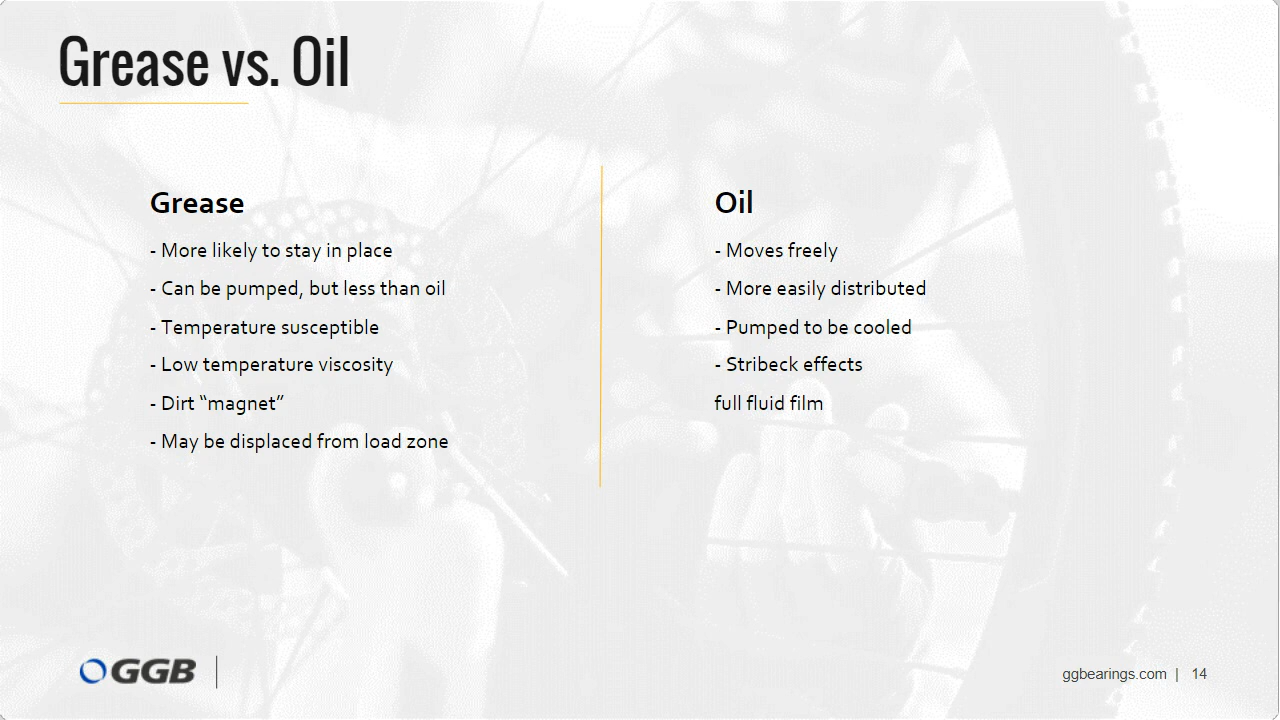 Grease vs. Oil
Grease
- More likely to stay in place
- Can be pumped, but less than oil
- Temperature susceptible
- Low temperature viscosity
- Dirt “magnet”
- May be displaced from load zone
Oil
- Moves freely
- More easily distributed
- Pumped to be cooled
- Stribeck effects
full fluid film
GGB
ggbearings.com | 14